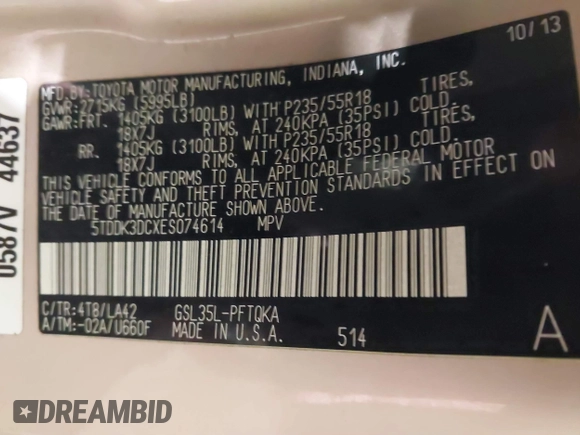 10/13
MFD.BY:TOYOTA MOTOR MANUFACTURING, INDIANA, INC.
GVWR:2715KG (5995LB)
GAWR:FRT. 1405KG (3100LB) WITH P235/55R18 TIRES,
18X7J RIMS, AT 240KPA (35PSI) COLD.
RR. 1405KG (3100LB) WITH P235/55R18 TIRES,
18X7J RIMS, AT 240KPA (35PSI) COLD.
THIS VEHICLE CONFORMS TO ALL APPLICABLE FEDERAL MOTOR
VEHICLE SAFETY AND THEFT PREVENTION STANDARDS IN EFFECT ON
THE DATE OF MANUFACTURE SHOWN ABOVE.
5TDDK3DCXES074614 MPV
C/TR:4T8/LA42 GSL35L-PFTQKA
A/TM:-02A/U660F MADE IN U.S.A. 514 A
0587V 44637
DREAMBID